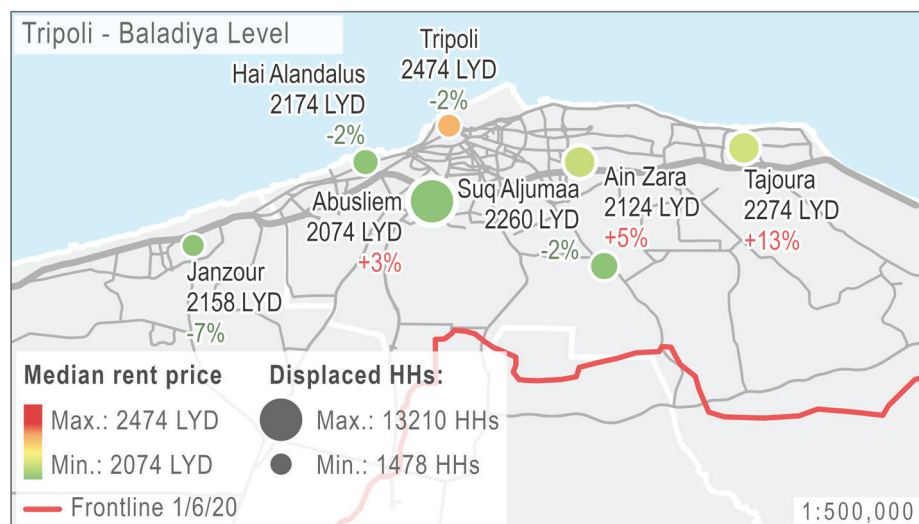 Tripoli - Baladiya Level
Tripoli
2474 LYD
-2%
Hai Alandalus
2174 LYD
-2%
Abusliem
2074 LYD
+3%
Suq Aljumaa
2260 LYD
-2%
Ain Zara
2124 LYD
+5%
Tajoura
2274 LYD
+13%
Janzour
2158 LYD
-7%
Median rent price
Max.: 2474 LYD
Min.: 2074 LYD
Displaced HHs:
Max.: 13210 HHs
Min.: 1478 HHs
Frontline 1/6/20
1:500,000